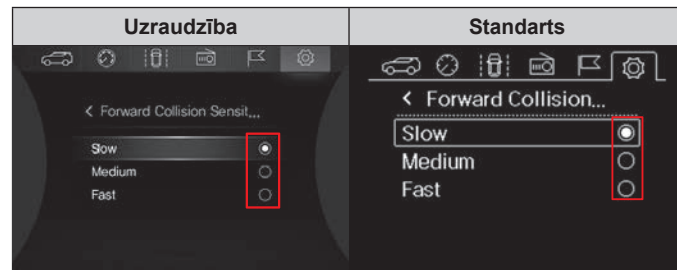 Uzraudzība
Standarts
< Forward Collision Sensit...
Slow
Medium
Fast
< Forward Collision...
Slow
Medium
Fast